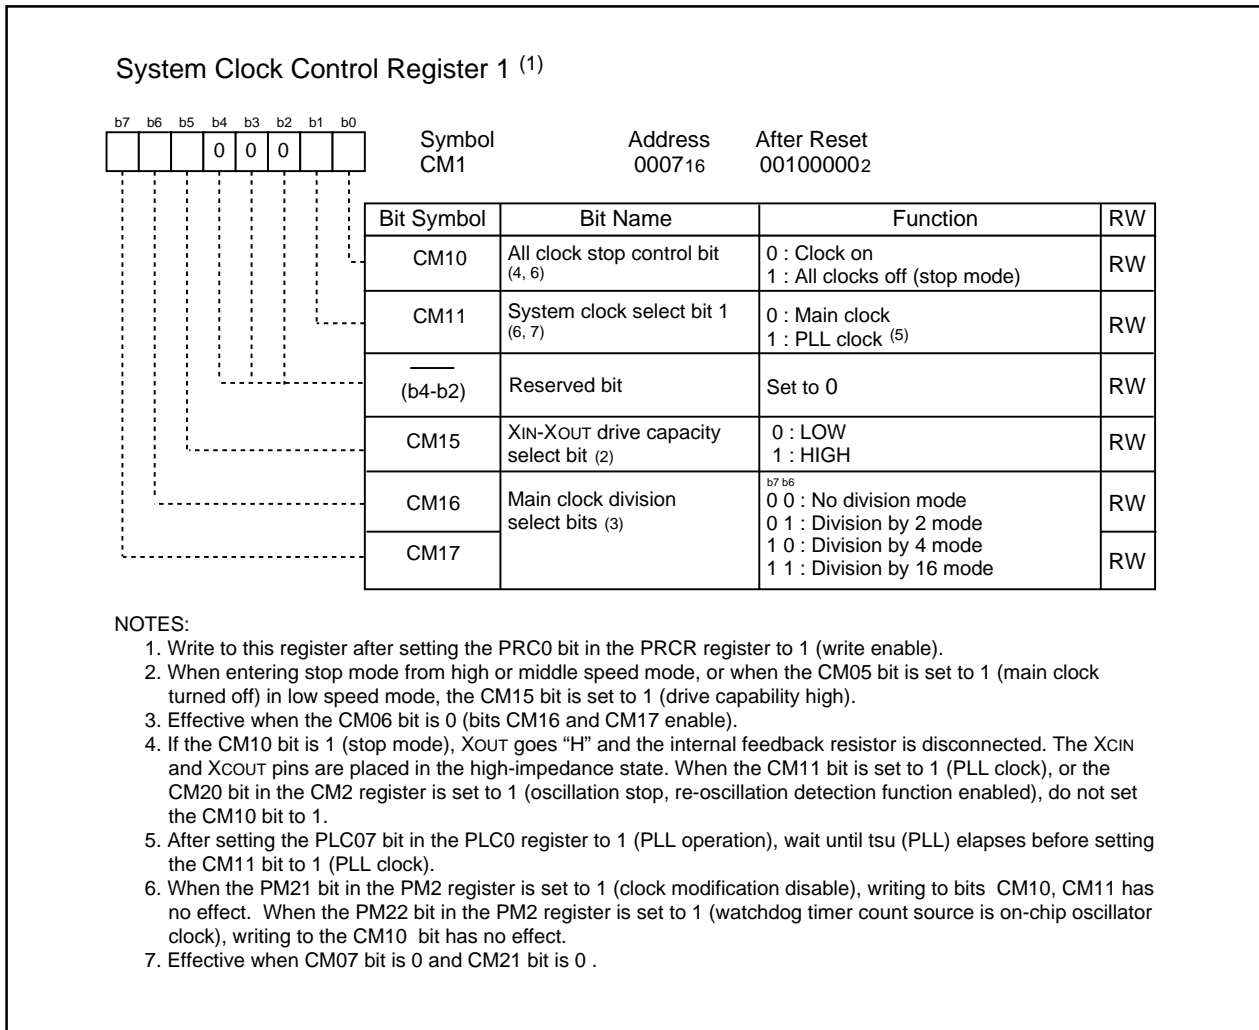 System Clock Control Register 1 (1)
b7 b6 b5 b4 b3 b2 b1 b0
0 0 0
Symbol Address After Reset
CM1 000716 001000002
Bit Symbol Bit Name Function RW
CM10 All clock stop control bit (4, 6) 0 : Clock on RW
1 : All clocks off (stop mode)
CM11 System clock select bit 1 (6, 7) 0 : Main clock RW
1 : PLL clock (5)
(b4-b2) Reserved bit Set to 0 RW
CM15 XIN-XOUT drive capacity 0 : LOW RW
select bit (2) 1 : HIGH
b7 b6
CM16 Main clock division 0 0 : No division mode RW
select bits (3) 0 1 : Division by 2 mode
CM17 1 0 : Division by 4 mode RW
1 1 : Division by 16 mode
NOTES:
1. Write to this register after setting the PRC0 bit in the PRCR register to 1 (write enable).
2. When entering stop mode from high or middle speed mode, or when the CM05 bit is set to 1 (main clock
turned off) in low speed mode, the CM15 bit is set to 1 (drive capability high).
3. Effective when the CM06 bit is 0 (bits CM16 and CM17 enable).
4. If the CM10 bit is 1 (stop mode), XOUT goes “H” and the internal feedback resistor is disconnected. The XCIN
and XCOUT pins are placed in the high-impedance state. When the CM11 bit is set to 1 (PLL clock), or the
CM20 bit in the CM2 register is set to 1 (oscillation stop, re-oscillation detection function enabled), do not set
the CM10 bit to 1.
5. After setting the PLC07 bit in the PLC0 register to 1 (PLL operation), wait until tsu (PLL) elapses before setting
the CM11 bit to 1 (PLL clock).
6. When the PM21 bit in the PM2 register is set to 1 (clock modification disable), writing to bits CM10, CM11 has
no effect. When the PM22 bit in the PM2 register is set to 1 (watchdog timer count source is on-chip oscillator
clock), writing to the CM10 bit has no effect.
7. Effective when CM07 bit is 0 and CM21 bit is 0 .